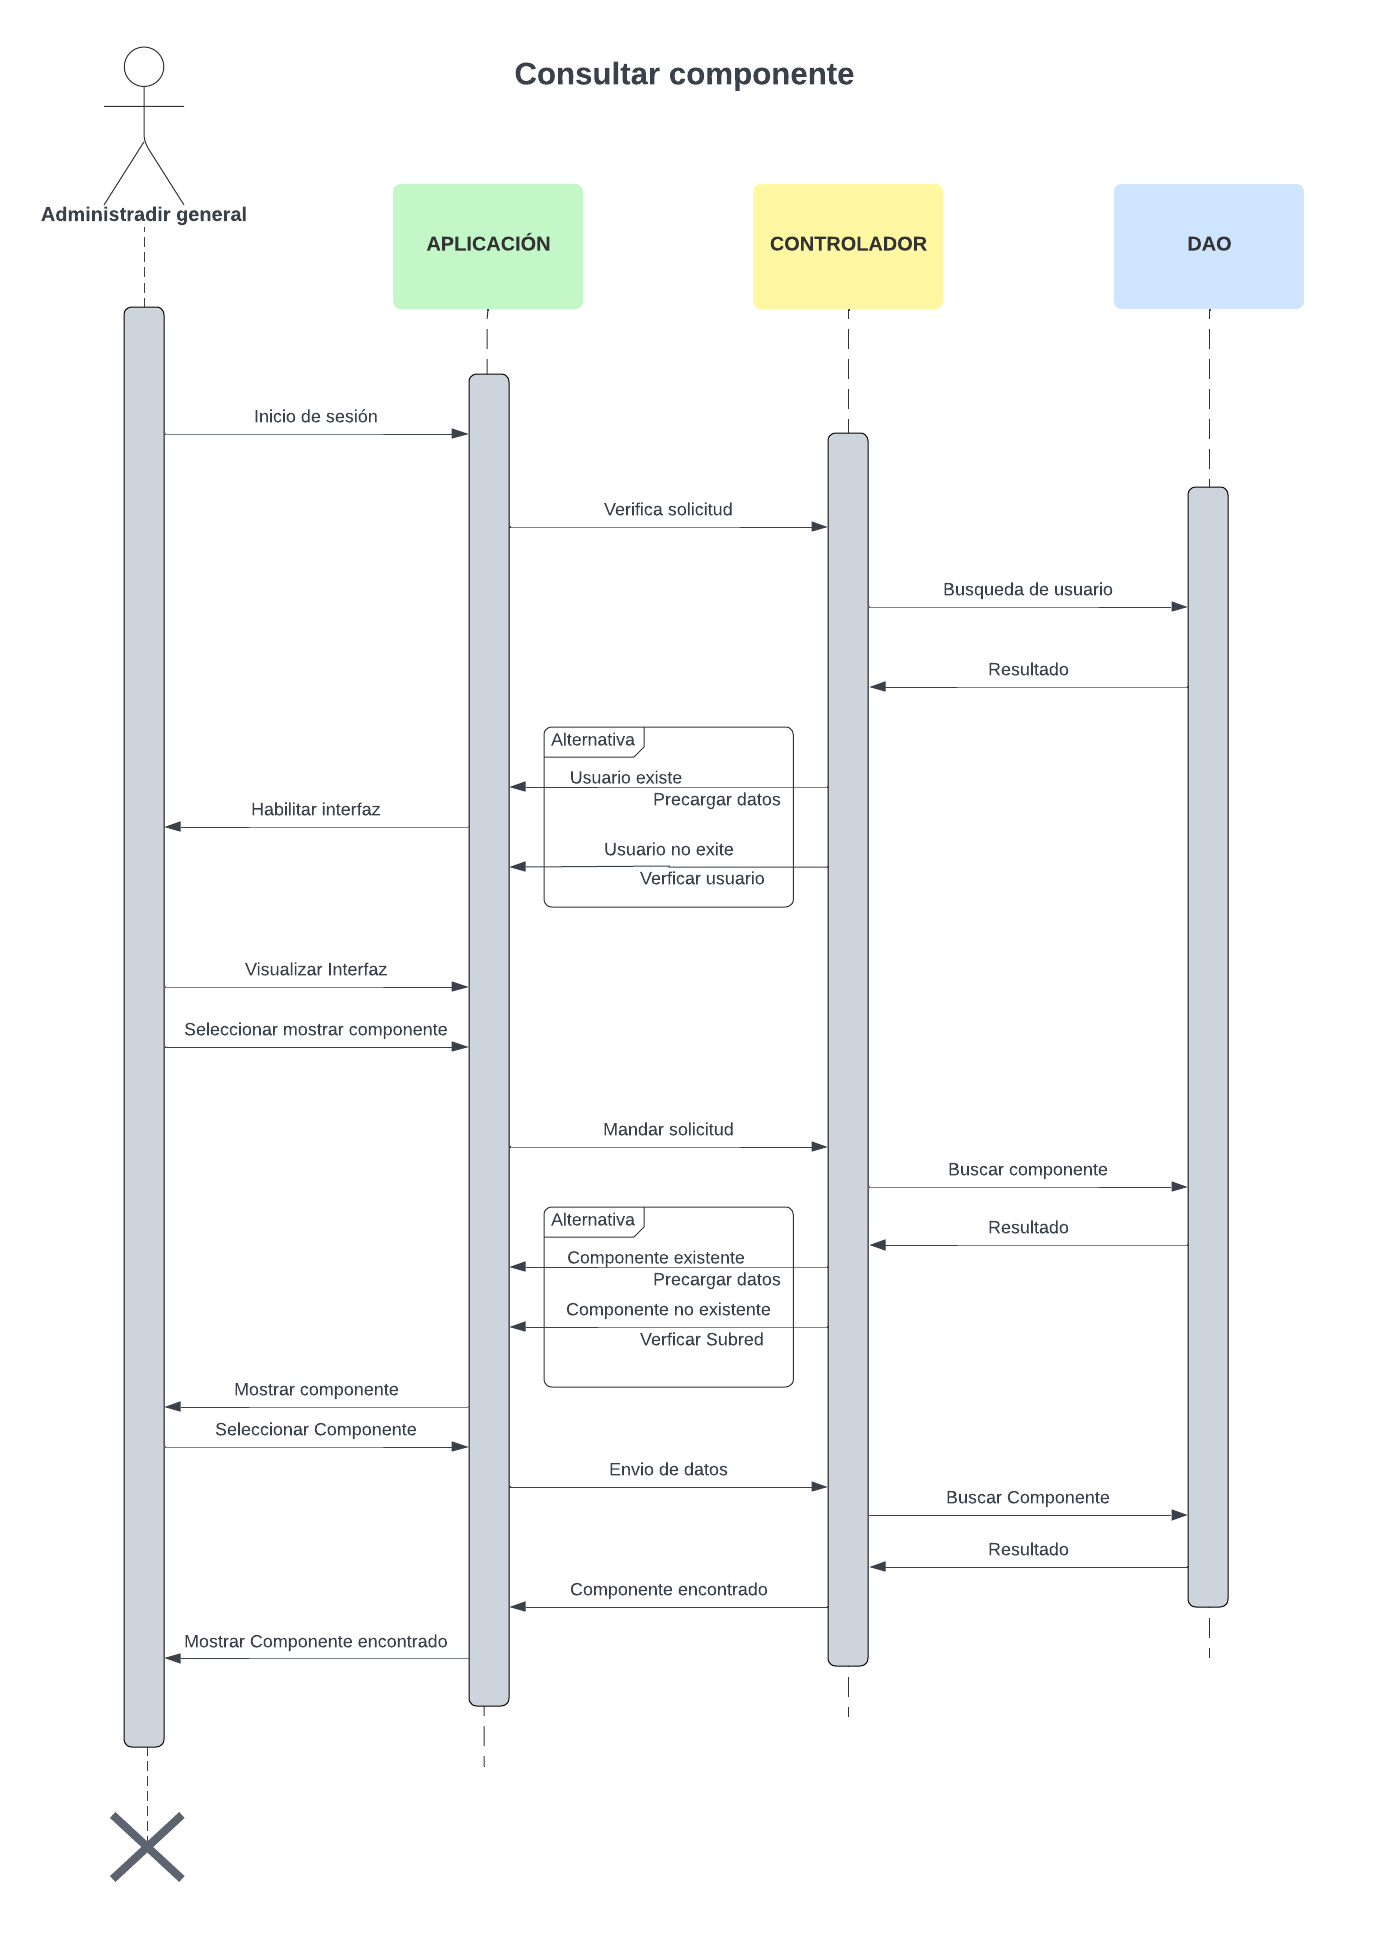 Consultar componente
Administradir general
APLICACIÓN
CONTROLADOR
DAO
Inicio de sesión
Verifica solicitud
Busqueda de usuario
Resultado
Alternativa
Usuario existe
Precargar datos
Habilitar interfaz
Usuario no exite
Verficar usuario
Visualizar Interfaz
Seleccionar mostrar componente
Mandar solicitud
Buscar componente
Alternativa
Resultado
Componente existente
Precargar datos
Componente no existente
Verficar Subred
Mostrar componente
Seleccionar Componente
Envio de datos
Buscar Componente
Resultado
Componente encontrado
Mostrar Componente encontrado